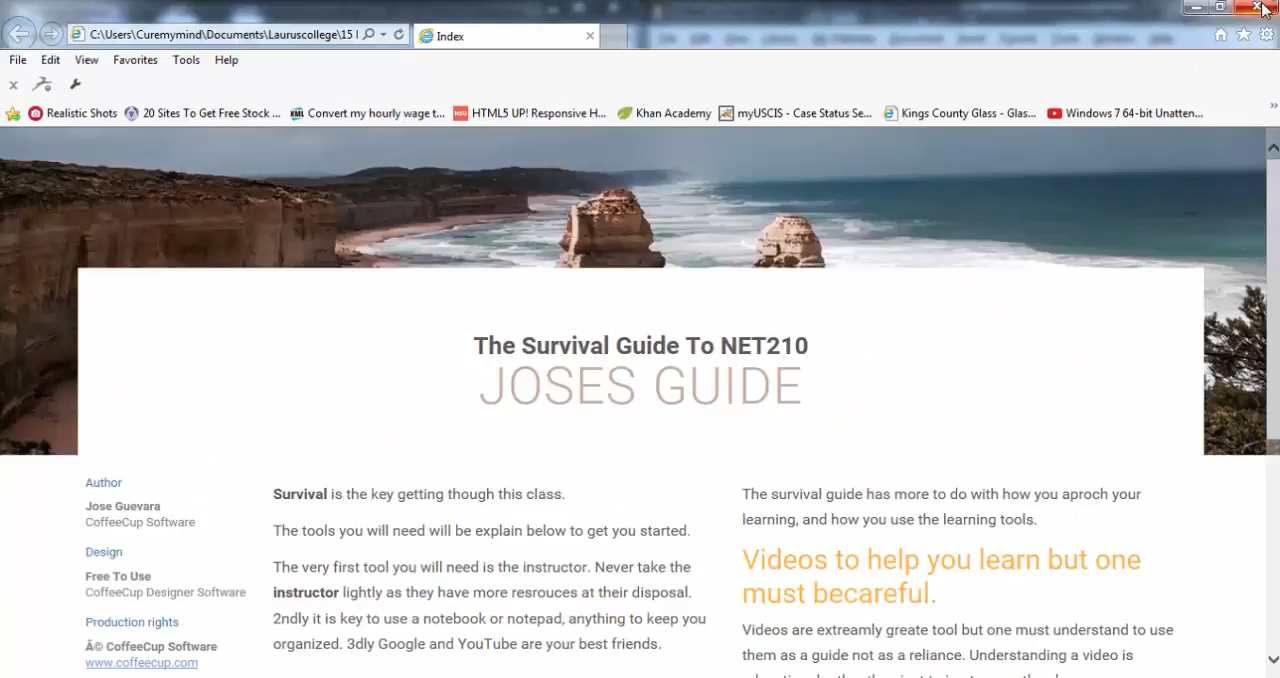 C:\Users\Curemymind\Documents\Lauruscollege\15 l
Index
File Edit View Favorites Tools Help
Realistic Shots 20 Sites To Get Free Stock ... Convert my hourly wage t... HTML5 UP! Responsive H... Khan Academy myUSCIS - Case Status Se... Kings County Glass - Glas... Windows 7 64-bit Unatten...
The Survival Guide To NET210
JOSES GUIDE
Author
Jose Guevara
CoffeeCup Software
Design
Free To Use
CoffeeCup Designer Software
Production rights
Â© CoffeeCup Software
www.coffeecup.com
Survival is the key getting though this class.
The tools you will need will be explain below to get you started.
The very first tool you will need is the instructor. Never take the
instructor lightly as they have more resrouces at their disposal.
2ndly it is key to use a notebook or notepad, anything to keep you
organized. 3dly Google and YouTube are your best friends.
The survival guide has more to do with how you aproch your
learning, and how you use the learning tools.
Videos to help you learn but one
must becareful.
Videos are extreamly greate tool but one must understand to use
them as a guide not as a reliance. Understanding a video is